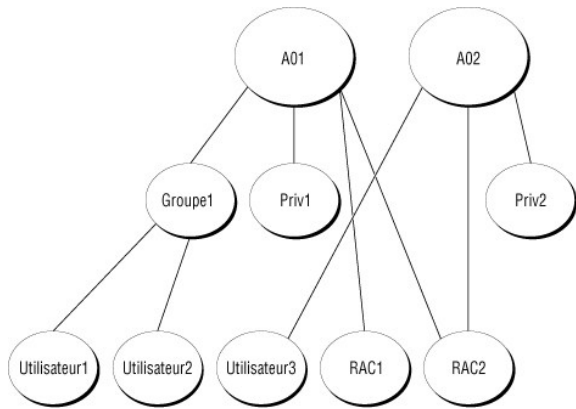 A01
A02
Groupe1
Priv1
Priv2
Utilisateur1
Utilisateur2
Utilisateur3
RAC1
RAC2